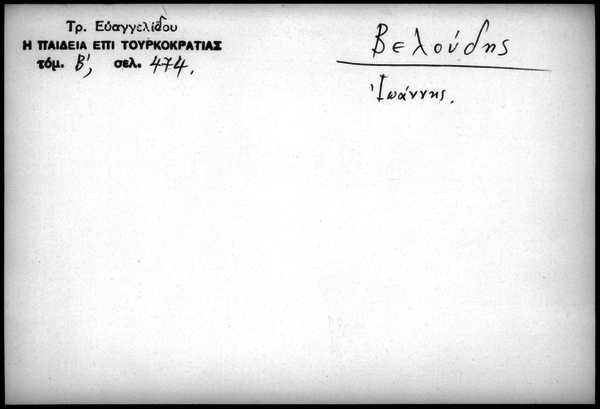 Τρ. Εὐαγγελίδου
Η ΠΑΙΔΕΙΑ ΕΠΙ ΤΟΥΡΚΟΚΡΑΤΙΑΣ
τόμ. Β', σελ. 474.
Βελούδης
Ἰωάννης.